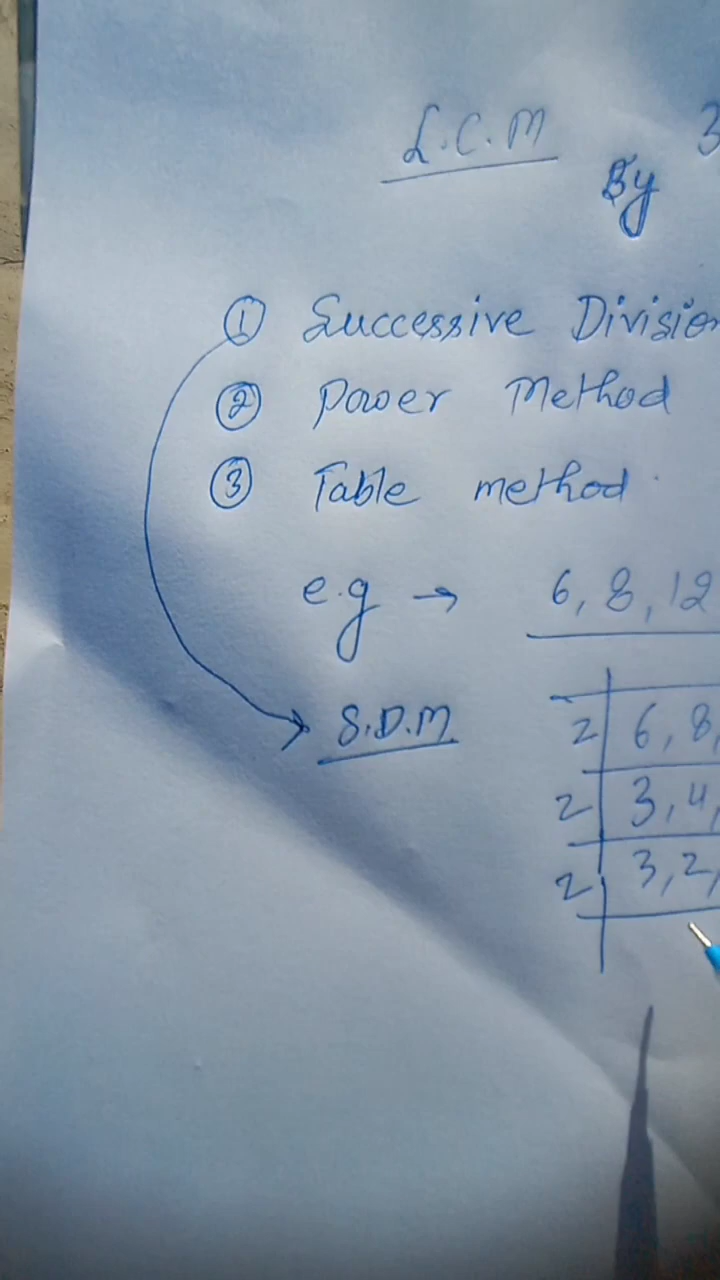 L.C.M 3
By
① Successive Division
② Power Method
③ Table method
e.g → 6, 8, 12
S.D.M
2 6, 8,
2 3, 4,
2 3, 2,